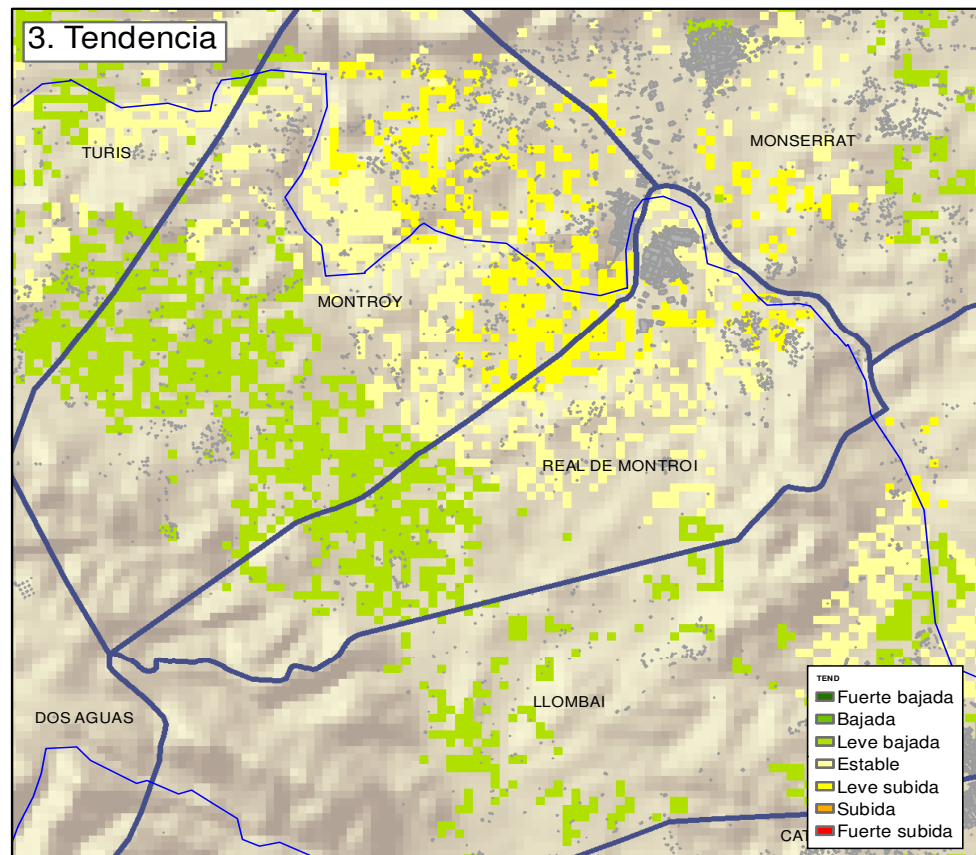 3. Tendencia
TURIS
MONSERRAT
MONTROY
REAL DE MONTROI
LLOMBAI
DOS AGUAS
TEND
Fuerte bajada
Bajada
Leve bajada
Estable
Leve subida
Subida
Fuerte subida
CAT